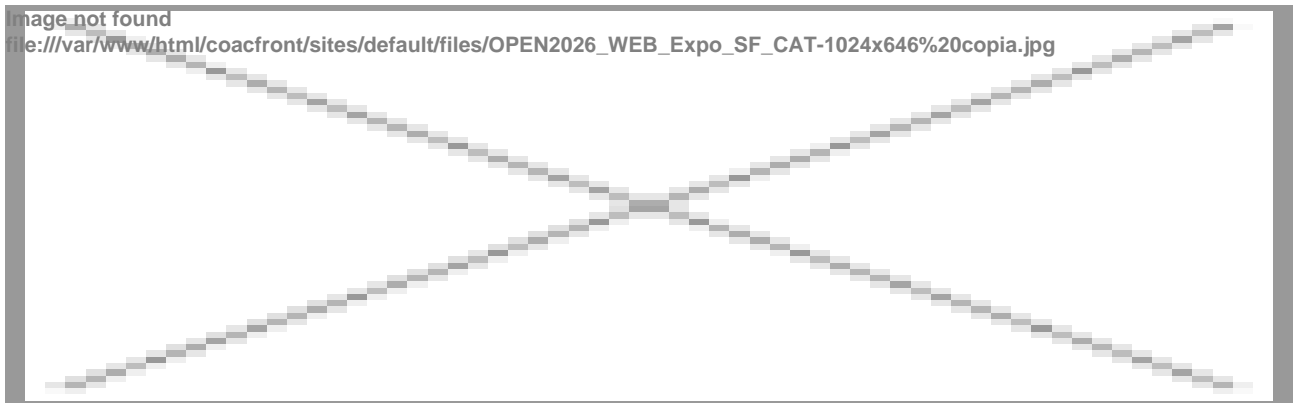 Image not found
file:///var/www/html/coacfront/sites/default/files/OPEN2026_WEB_Expo_SF_CAT-1024x646%20copia.jpg